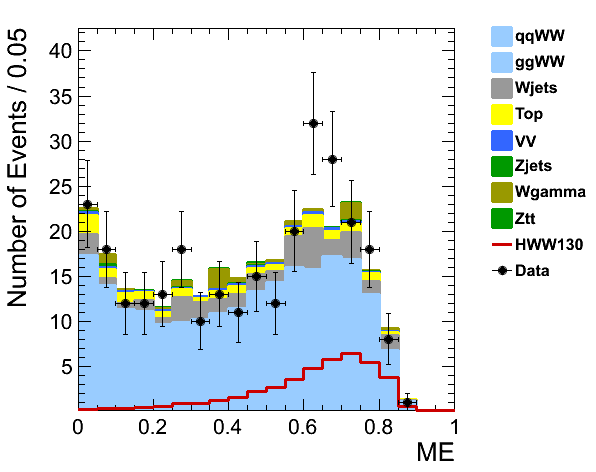 Number of Events / 0.05
40
35
30
25
20
15
10
5
0
0.2
0.4
0.6
0.8
1
ME
qqWW
ggWW
Wjets
Top
VV
Zjets
Wgamma
Ztt
HWW130
Data